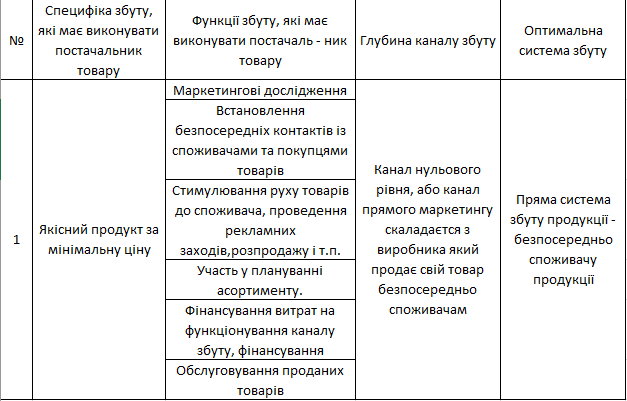 №
Специфіка збуту,
які має виконувати
постачальник
товару
Функції збуту, які має
виконувати постачаль - ник
товару
Глубина каналу збуту
Оптимальна
система збуту
1
Якісний продукт за
мінімальну ціну
Маркетингові дослідження
Встановлення
безпосередніх контактів із
споживачами та покупцями
товарів
Стимулювання руху товарів
до споживача, проведення
рекламних
заходів,розпродажу і т.п.
Участь у плануванні
асортименту.
Фінансування витрат на
функціонування каналу
збуту, фінансування
Обслуговування проданих
товарів
Канал нульового
рівня, або канал
прямого маркетингу
скаладаєтся з
виробника який
продає свій товар
безпосередньо
споживачам
Пряма система
збуту продукції -
безпосередньо
споживачу
продукції